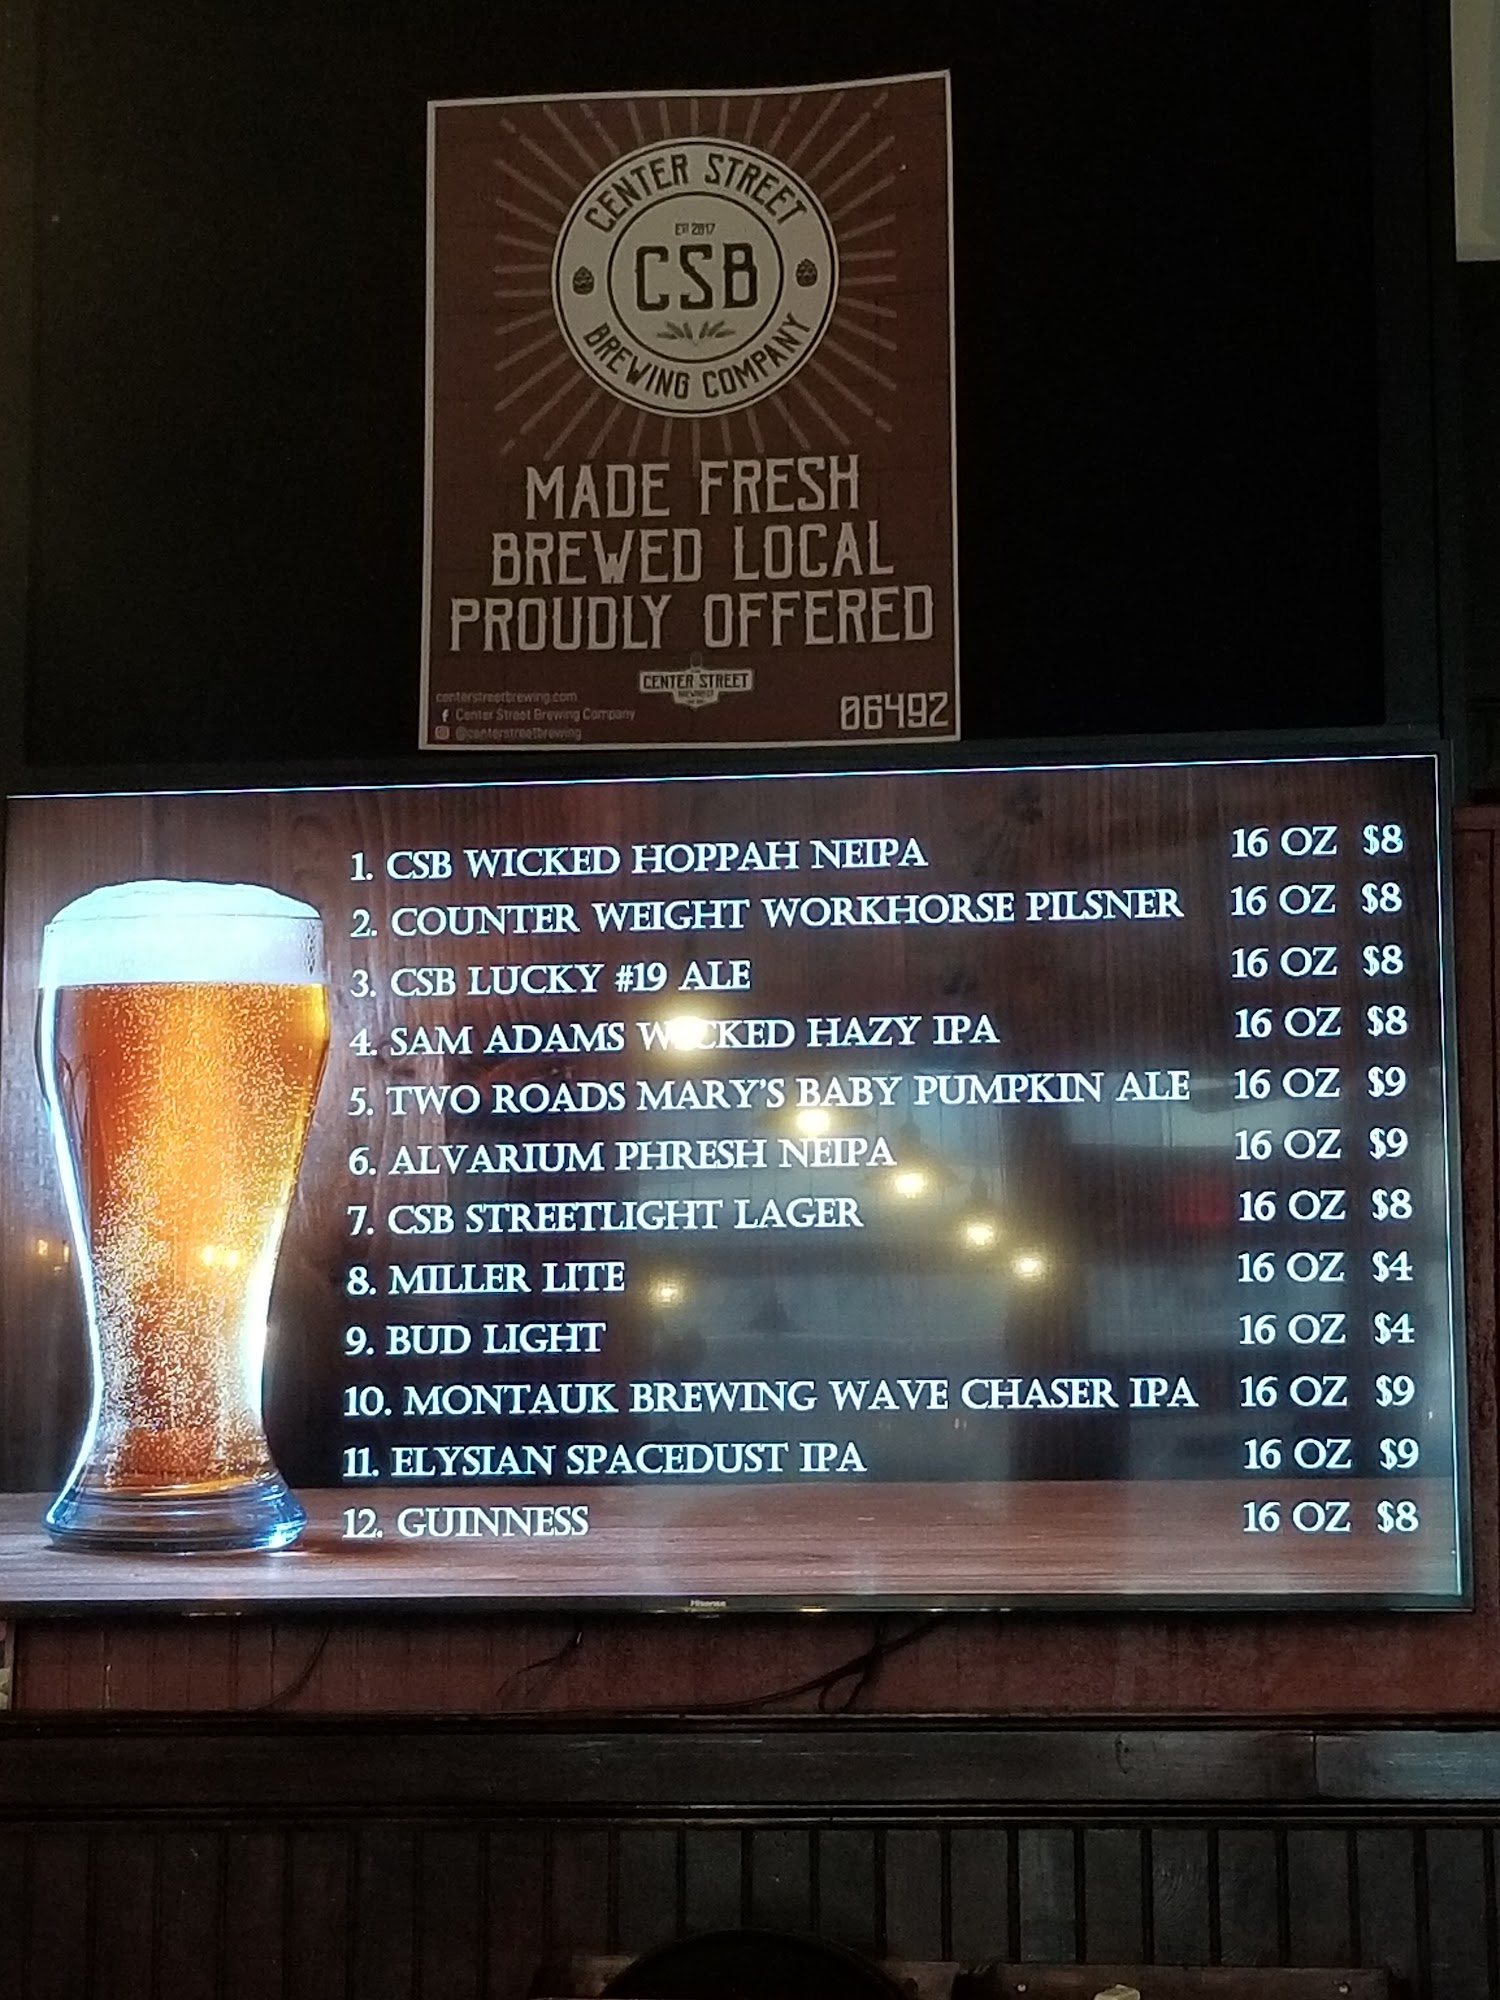 CENTER STREET
CSB
BREWING COMPANY
MADE FRESH
BREWED LOCAL
PROUDLY OFFERED
CENTER STREET
centerstreetbrewing.com
Center Street Brewing Company
@centerstreetbrewing
06492
1. CSB WICKED HOPPAH NEIPA 16 OZ $8
2. COUNTER WEIGHT WORKHORSE PILSNER 16 OZ $8
3. CSB LUCKY #19 ALE 16 OZ $8
4. SAM ADAMS WICKED HAZY IPA 16 OZ $8
5. TWO ROADS MARY'S BABY PUMPKIN ALE 16 OZ $9
6. ALVARIUM PHRESH NEIPA 16 OZ $9
7. CSB STREETLIGHT LAGER 16 OZ $8
8. MILLER LITE 16 OZ $4
9. BUD LIGHT 16 OZ $4
10. MONTAUK BREWING WAVE CHASER IPA 16 OZ $9
11. ELYSIAN SPACEDUST IPA 16 OZ $9
12. GUINNESS 16 OZ $8
Hisense